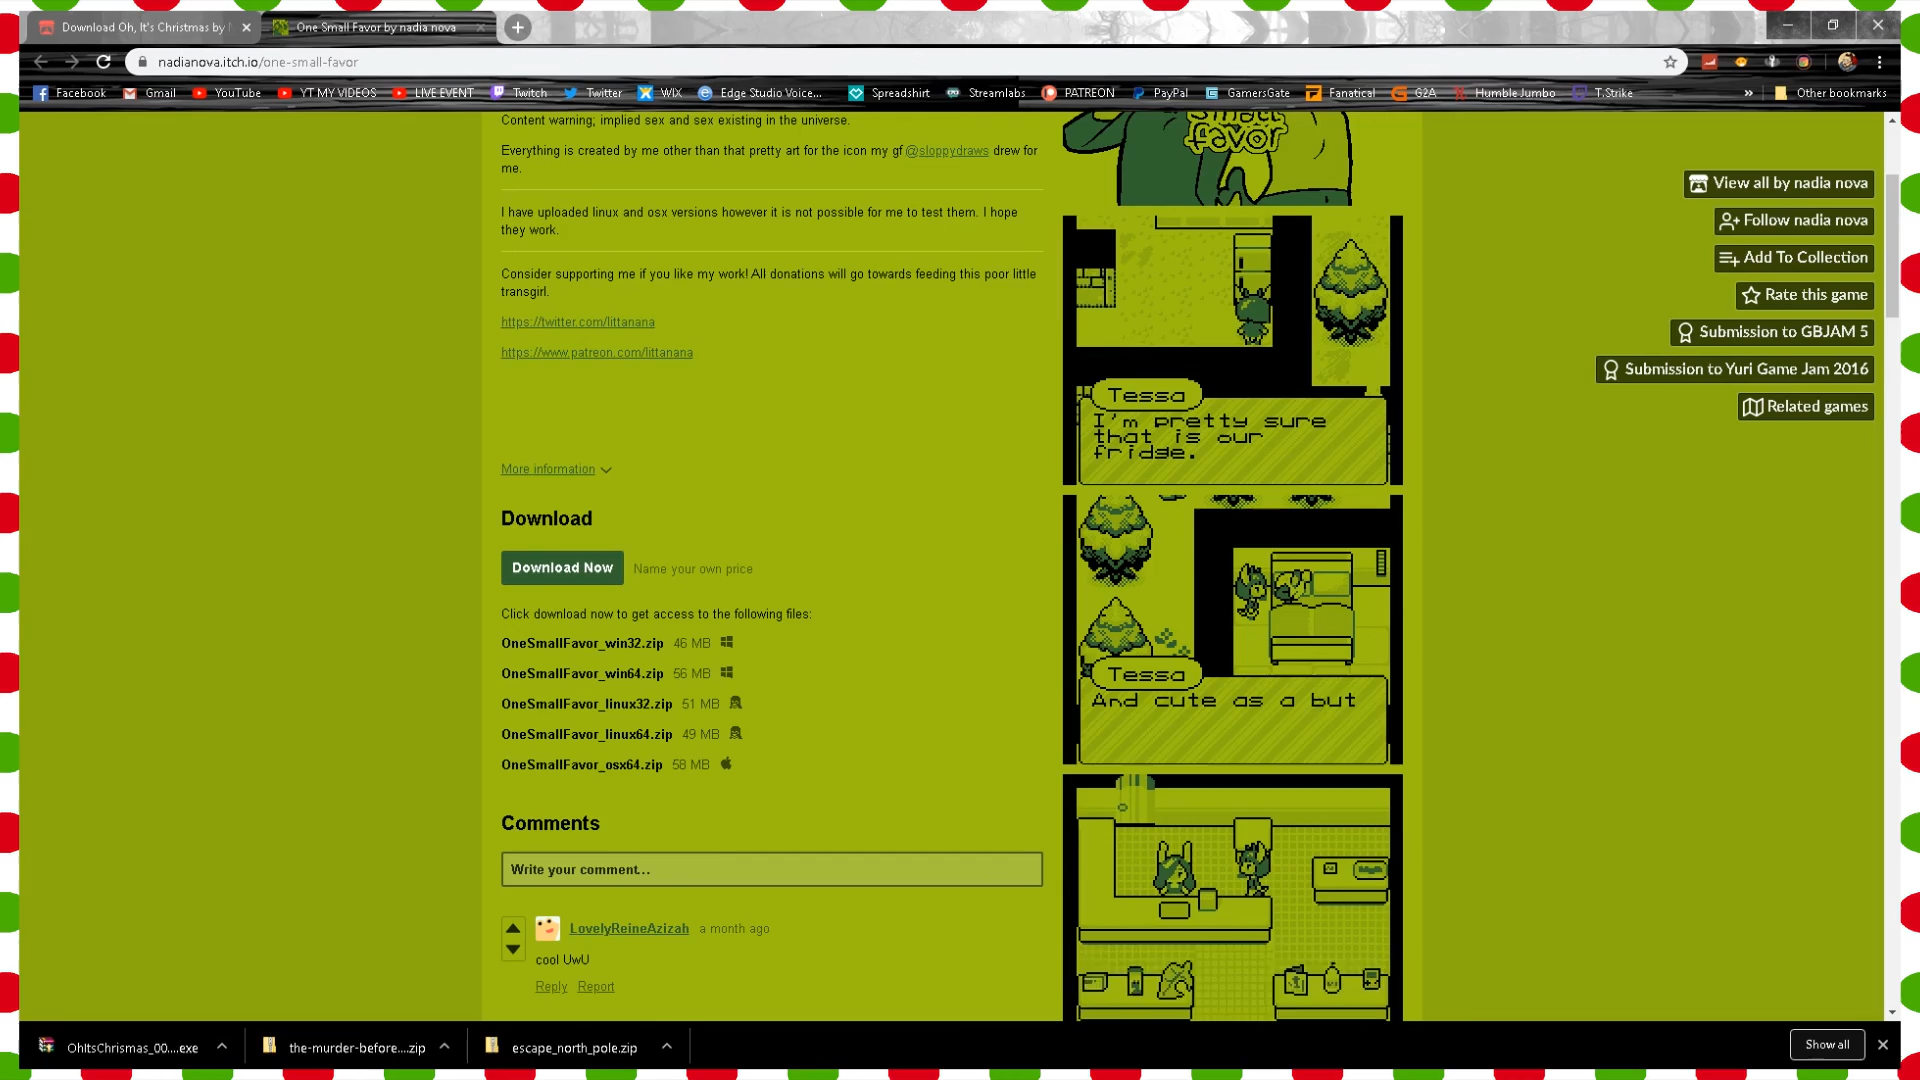 Download Oh, It's Christmas by
One Small Favor by nadia nova
nadianova.itch.io/one-small-favor
Facebook
Gmail
YouTube
YT MY VIDEOS
LIVE EVENT
Twitch
Twitter
WIX
Edge Studio Voice...
Spreadshirt
Streamlabs
PATREON
PayPal
GamersGate
Fanatical
G2A
Humble Jumbo
T.Strike
»
Other bookmarks
Content warning; implied sex and sex existing in the universe.
Everything is created by me other than that pretty art for the icon my gf @sloppydraws drew for
me.
I have uploaded linux and osx versions however it is not possible for me to test them. I hope
they work.
Consider supporting me if you like my work! All donations will go towards feeding this poor little
transgirl.
https://twitter.com/littanana
https://www.patreon.com/littanana
More information
Download
Download Now
Name your own price
Click download now to get access to the following files:
OneSmallFavor_win32.zip 46 MB
OneSmallFavor_win64.zip 56 MB
OneSmallFavor_linux32.zip 51 MB
OneSmallFavor_linux64.zip 49 MB
OneSmallFavor_osx64.zip 58 MB
Comments
Write your comment...
LovelyReineAzizah a month ago
cool UwU
Reply Report
small
favor
Tessa
I'm pretty sure
that is our
fridge.
Tessa
And cute as a but
View all by nadia nova
Follow nadia nova
Add To Collection
Rate this game
Submission to GBJAM 5
Submission to Yuri Game Jam 2016
Related games
OhItsChrismas_00....exe
the-murder-before....zip
escape_north_pole.zip
Show all